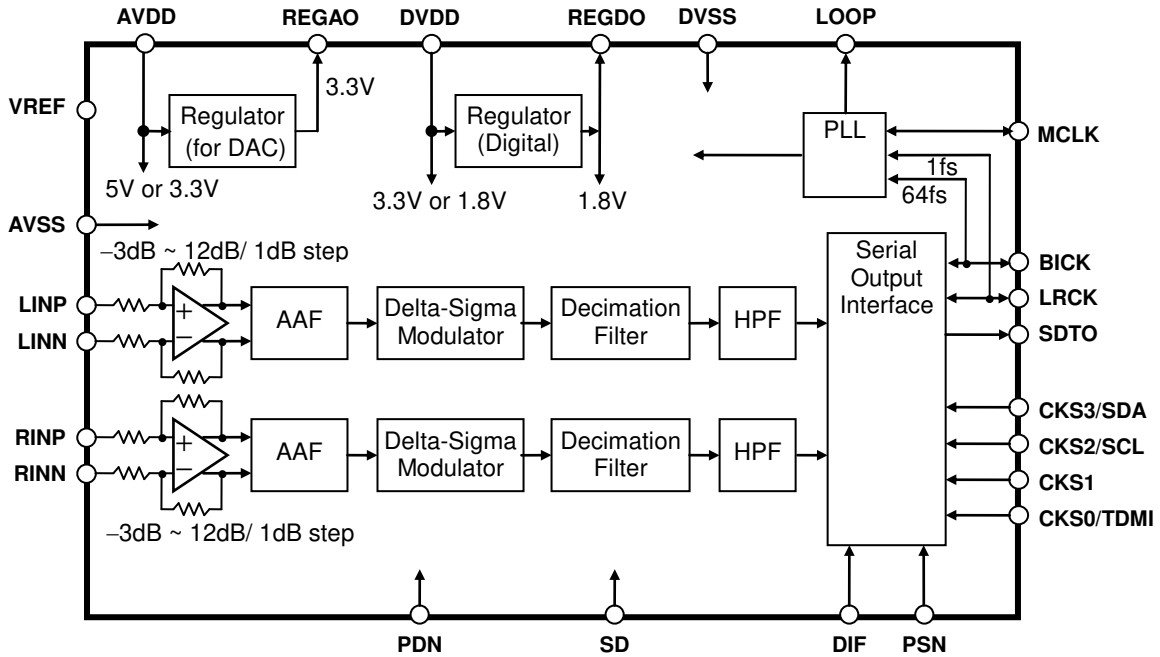 AVDD
REGAO
DVDD
REGDO
DVSS
LOOP
VREF
3.3V
Regulator
(for DAC)
Regulator
(Digital)
PLL
MCLK
5V or 3.3V
3.3V or 1.8V
1.8V
1fs
64fs
AVSS
−3dB ~ 12dB/ 1dB step
Serial
Output
Interface
BICK
LRCK
SDTO
LINP
LINN
+
−
AAF
Delta-Sigma
Modulator
Decimation
Filter
HPF
RINP
RINN
+
−
AAF
Delta-Sigma
Modulator
Decimation
Filter
HPF
CKS3/SDA
CKS2/SCL
CKS1
CKS0/TDMI
−3dB ~ 12dB/ 1dB step
PDN
SD
DIF
PSN